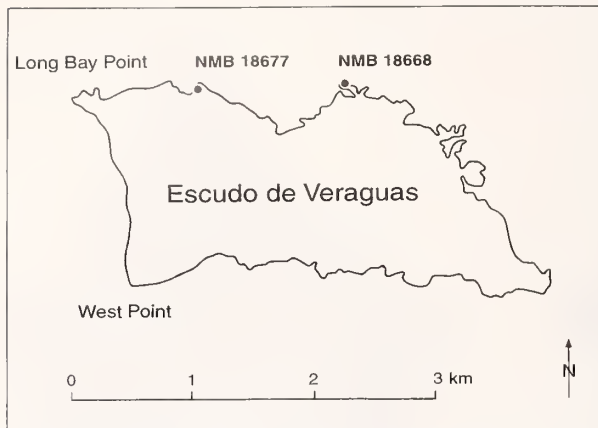 Long Bay Point
NMB 18677
NMB 18668
Escudo de Veraguas
West Point
0 1 2 3 km
N